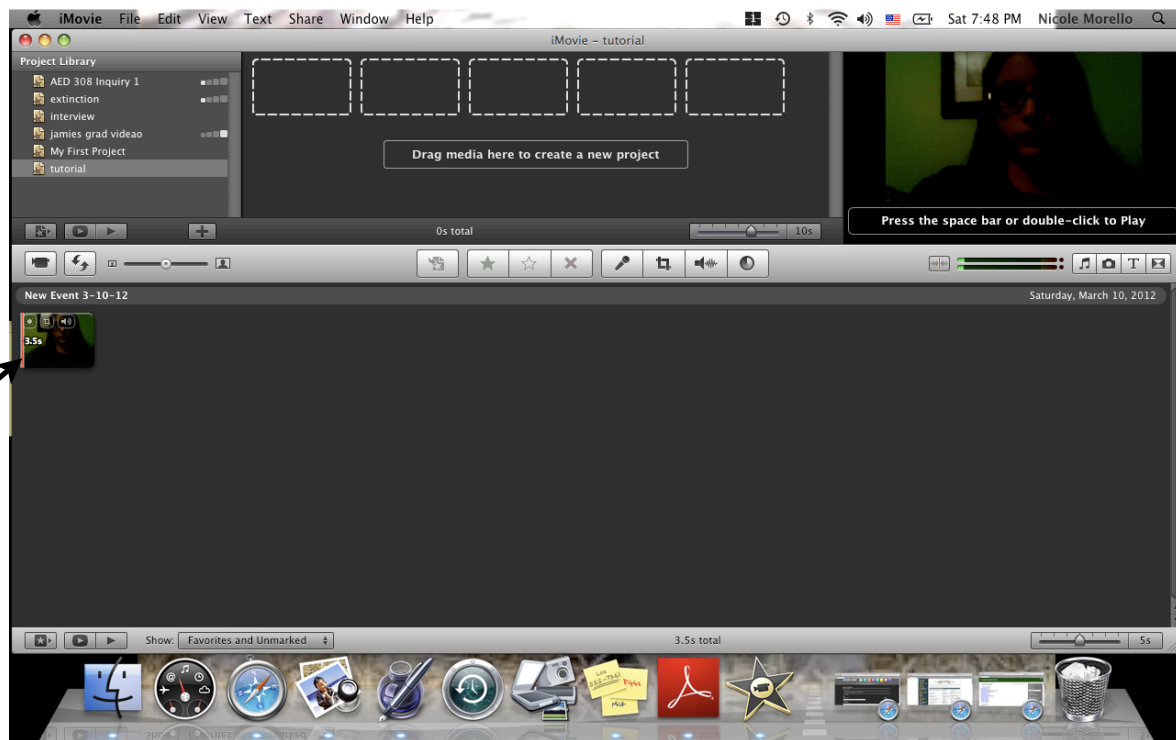 iMovie File Edit View Text Share Window Help Sat 7:48 PM Nicole Morello
iMovie – tutorial
Project Library
AED 308 Inquiry 1
extinction
interview
jamies grad videao
My First Project
tutorial
Drag media here to create a new project
Press the space bar or double-click to Play
0s total 10s
T
New Event 3-10-12 Saturday, March 10, 2012
3.5s
Show: Favorites and Unmarked 3.5s total 5s